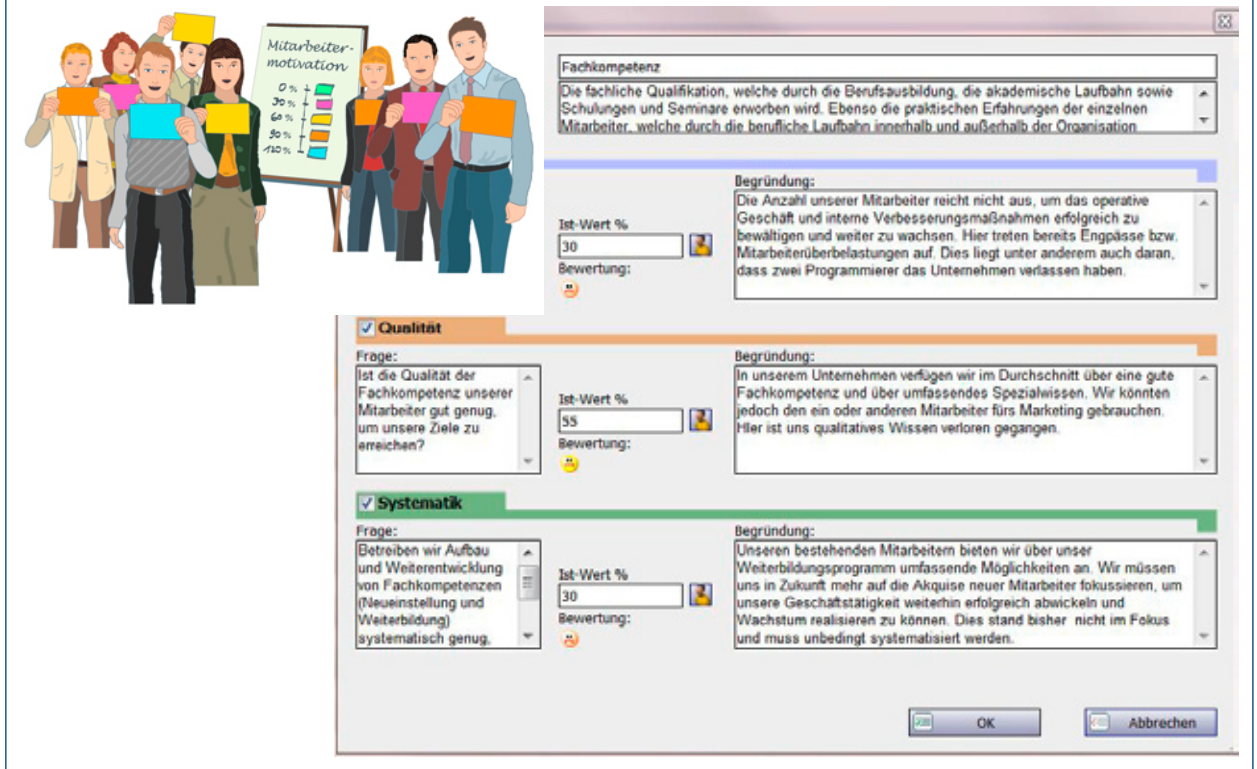 Mitarbeiter-
motivation
0 %
30 %
60 %
90 %
120 %
Fachkompetenz
Die fachliche Qualifikation, welche durch die Berufsausbildung, die akademische Laufbahn sowie
Schulungen und Seminare erworben wird. Ebenso die praktischen Erfahrungen der einzelnen
Mitarbeiter, welche durch die berufliche Laufbahn innerhalb und außerhalb der Organisation
Ist-Wert %
30
Bewertung:
Begründung:
Die Anzahl unserer Mitarbeiter reicht nicht aus, um das operative
Geschäft und interne Verbesserungsmaßnahmen erfolgreich zu
bewältigen und weiter zu wachsen. Hier treten bereits Engpässe bzw.
Mitarbeiterüberbelastungen auf. Dies liegt unter anderem auch daran,
dass zwei Programmierer das Unternehmen verlassen haben.
Qualität
Frage:
Ist die Qualität der
Fachkompetenz unserer
Mitarbeiter gut genug,
um unsere Ziele zu
erreichen?
Ist-Wert %
55
Bewertung:
Begründung:
In unserem Unternehmen verfügen wir im Durchschnitt über eine gute
Fachkompetenz und über umfassendes Spezialwissen. Wir könnten
jedoch den ein oder anderen Mitarbeiter fürs Marketing gebrauchen.
HIer ist uns qualitatives Wissen verloren gegangen.
Systematik
Frage:
Betreiben wir Aufbau
und Weiterentwicklung
von Fachkompetenzen
(Neueinstellung und
Weiterbildung)
systematisch genug,
Ist-Wert %
30
Bewertung:
Begründung:
Unseren bestehenden Mitarbeitern bieten wir über unser
Weiterbildungsprogramm umfassende Möglichkeiten an. Wir müssen
uns in Zukunft mehr auf die Akquise neuer Mitarbeiter fokussieren, um
unsere Geschäftstätigkeit weiterhin erfolgreich abwickeln und
Wachstum realisieren zu können. Dies stand bisher  nicht im Fokus
und muss unbedingt systematisiert werden.
OK
Abbrechen